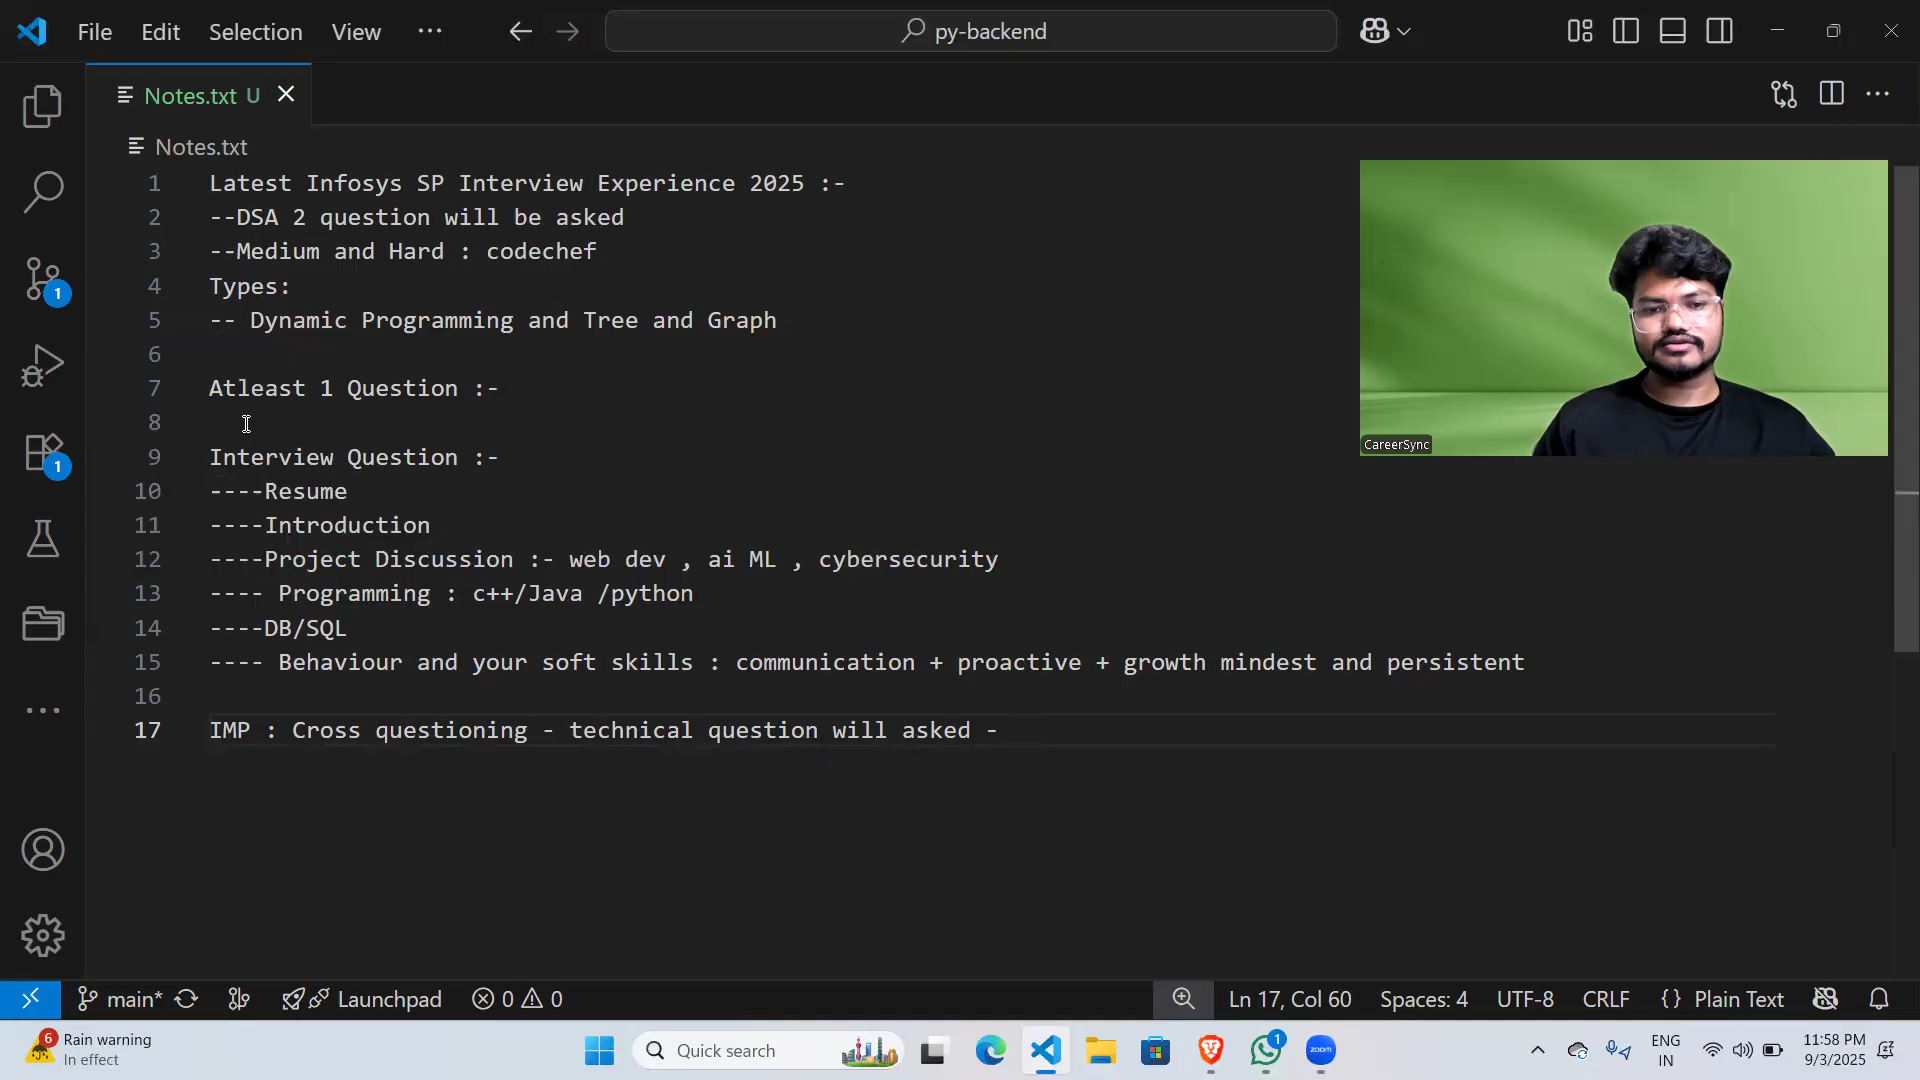 File Edit Selection View ··· py-backend
Notes.txt U
Notes.txt
1 Latest Infosys SP Interview Experience 2025 :-
2 --DSA 2 question will be asked
3 --Medium and Hard : codechef
4 Types:
5 -- Dynamic Programming and Tree and Graph
6
7 Atleast 1 Question :-
8
9 Interview Question :-
10 ----Resume
11 ----Introduction
12 ----Project Discussion :- web dev , ai ML , cybersecurity
13 ---- Programming : c++/Java /python
14 ----DB/SQL
15 ---- Behaviour and your soft skills : communication + proactive + growth mindest and persistent
16
17 IMP : Cross questioning - technical question will asked -
CareerSync
1
1
main* Launchpad 0 0 Ln 17, Col 60 Spaces: 4 UTF-8 CRLF {} Plain Text
6 Rain warning
In effect
Quick search
1
zoom
ENG
IN
11:58 PM
9/3/2025